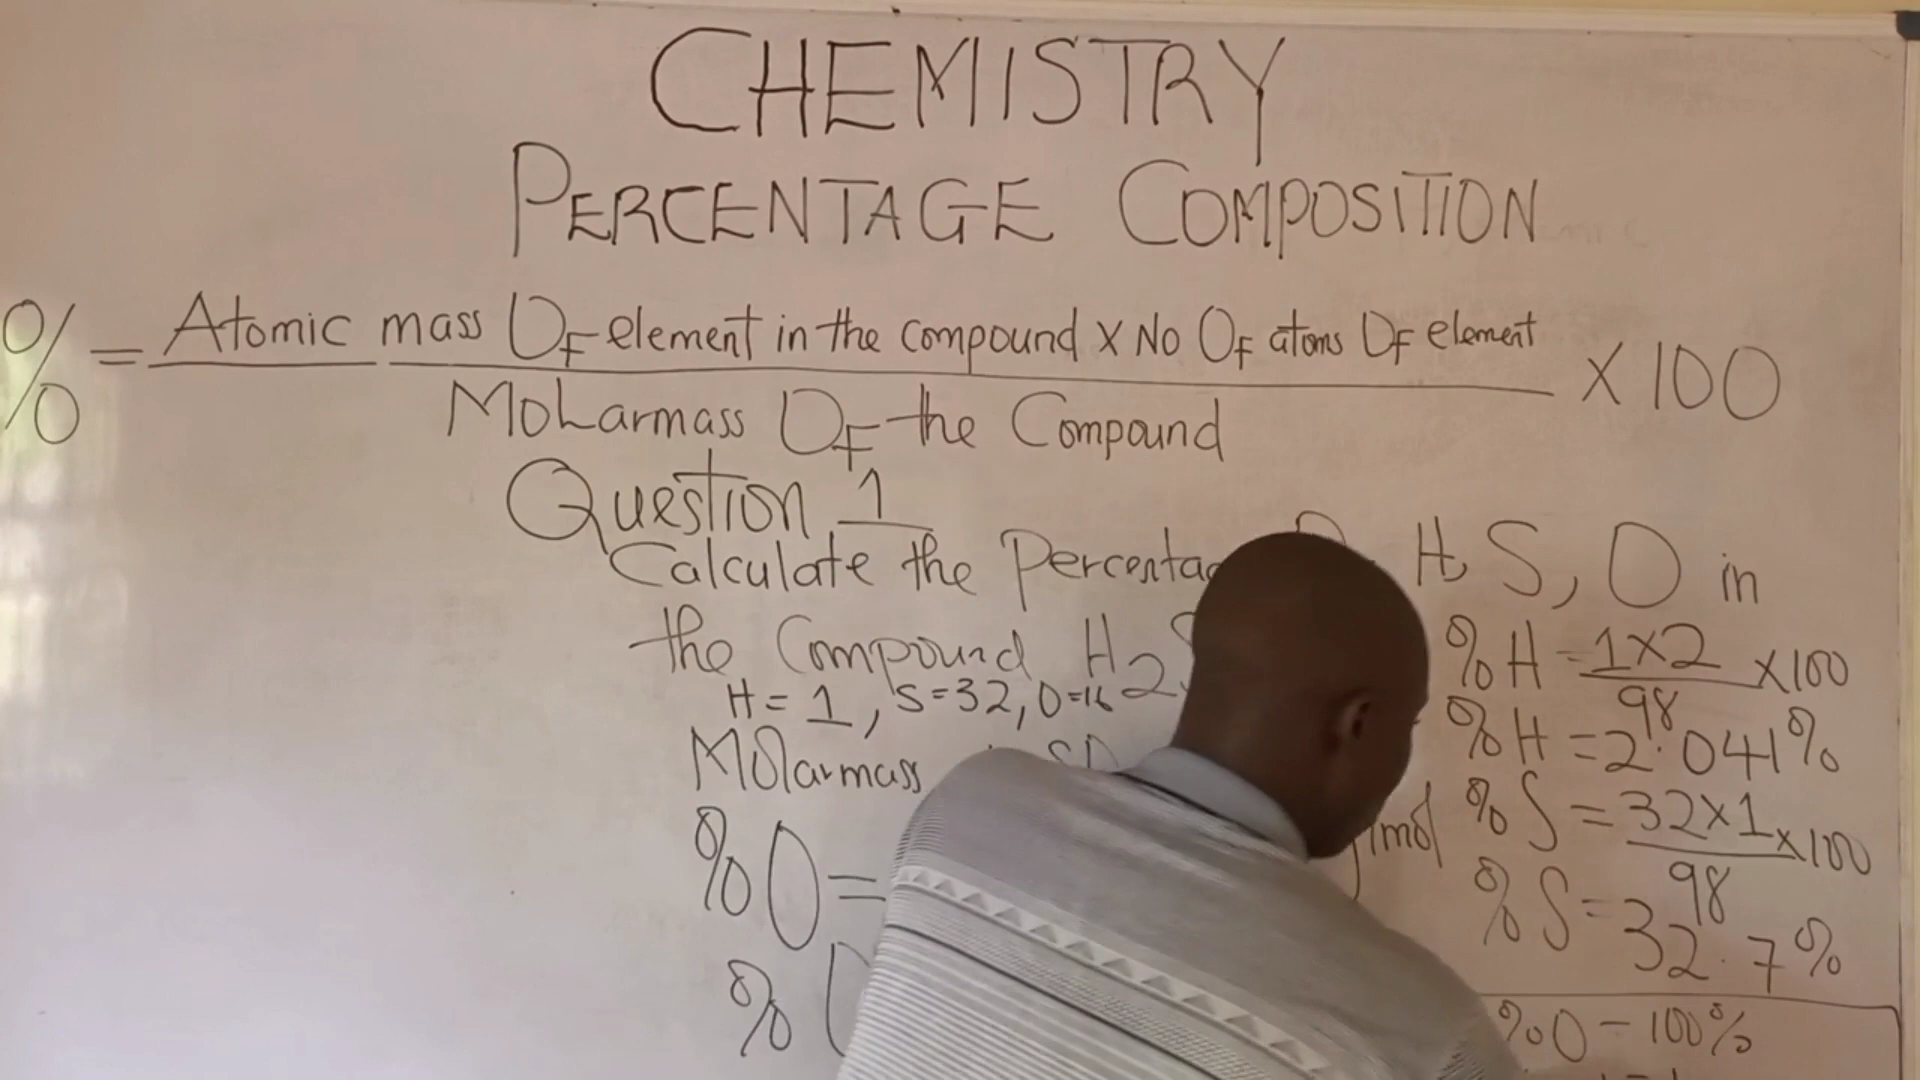 CHEMISTRY
PERCENTAGE COMPOSITION
% = Atomic mass OF element in the compound x No OF atoms OF element x 100
Molarmass OF the Compound
Question 1
Calculate the H, S, O in
the Compound
H = 1, S=32, O=16
Molarmass
% O =
%
%H = 1x2 x100
98
%H = 2.041%
mol
%S = 32x1 x100
98
%S = 32.7%
%O - 100%